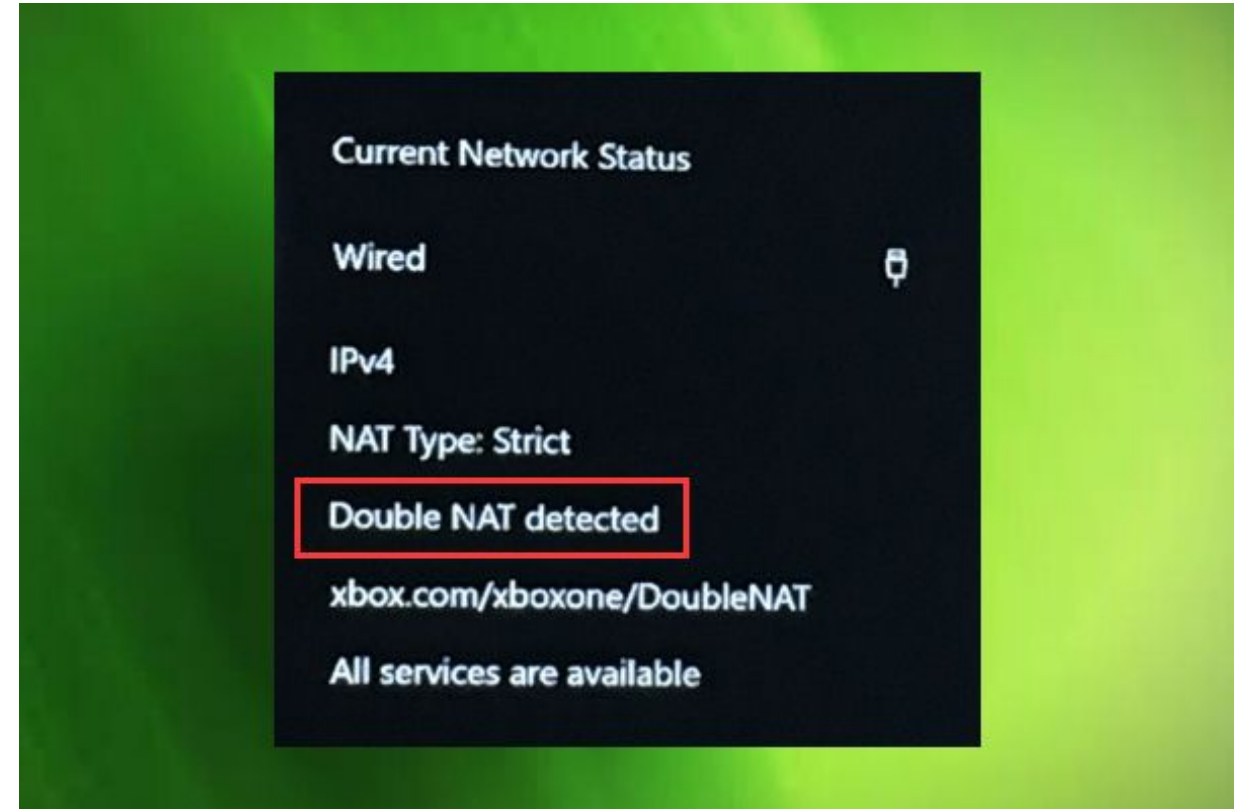 Current Network Status
Wired
IPv4
NAT Type: Strict
Double NAT detected
xbox.com/xboxone/DoubleNAT
All services are available